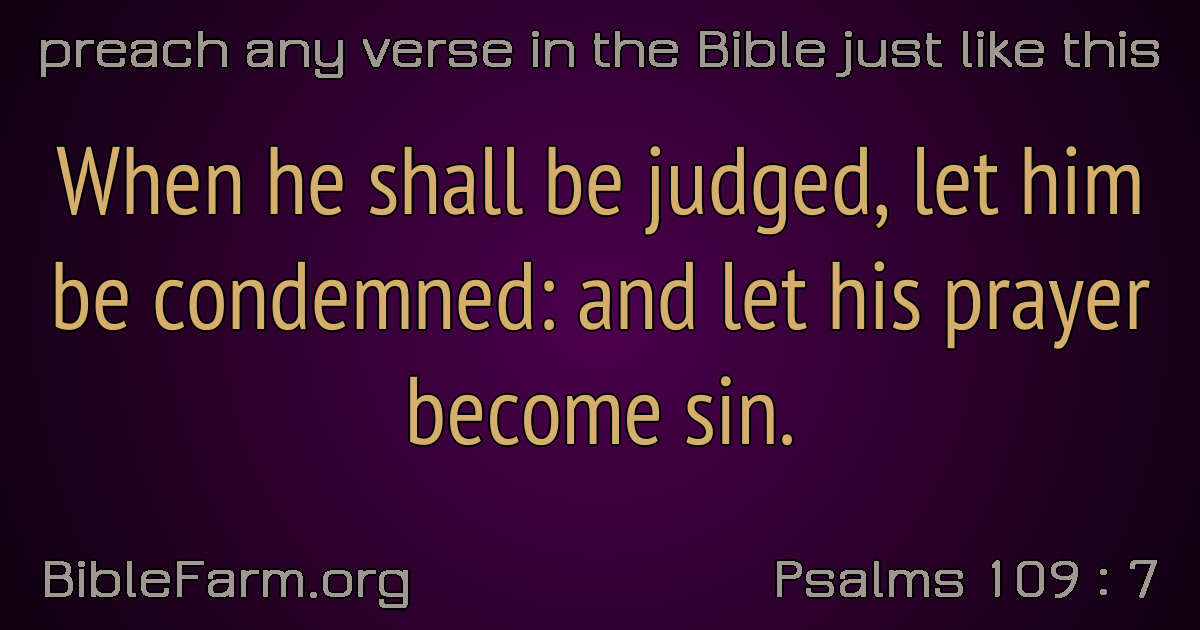 preach any verse in the Bible just like this
When he shall be judged, let him
be condemned: and let his prayer
become sin.
BibleFarm.org
Psalms 109 : 7